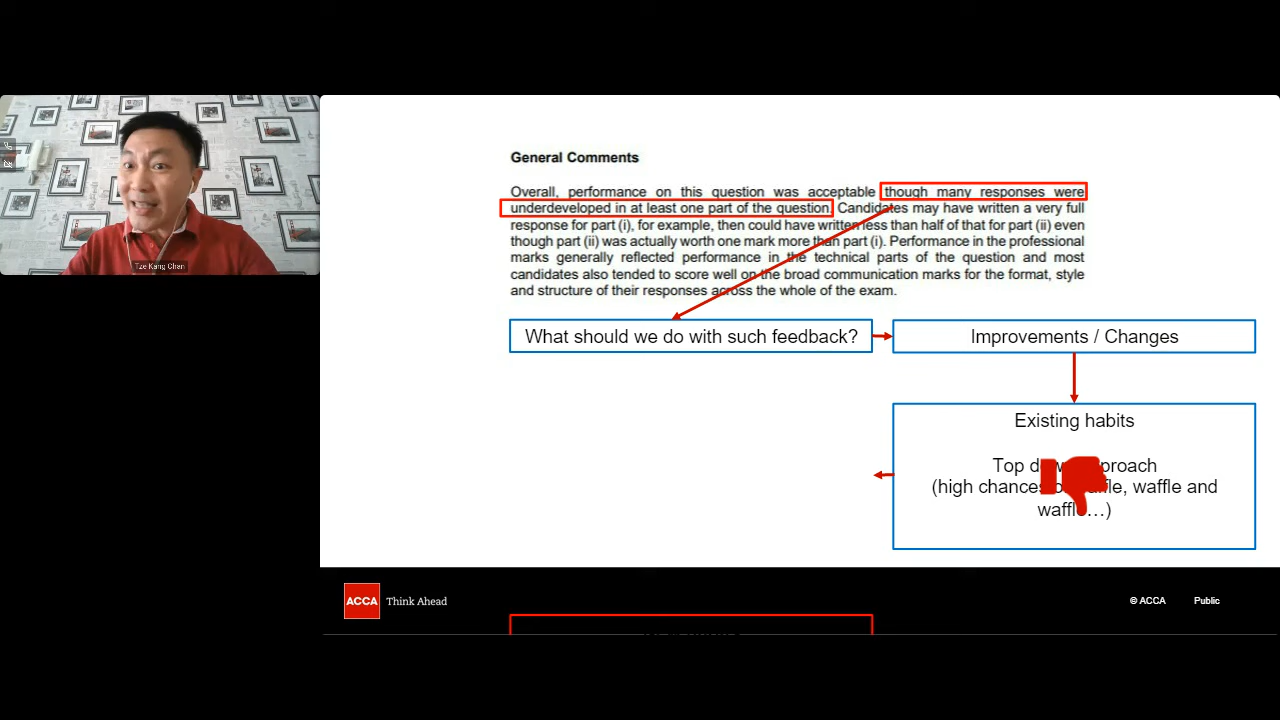 General Comments
Overall, performance on this question was acceptable though many responses were
underdeveloped in at least one part of the question. Candidates may have written a very full
response for part (i), for example, then could have written less than half of that for part (ii) even
though part (ii) was actually worth one mark more than part (i). Performance in the professional
marks generally reflected performance in the technical parts of the question and most
candidates also tended to score well on the broad communication marks for the format, style
and structure of their responses across the whole of the exam.
What should we do with such feedback?
Improvements / Changes
Existing habits
Top
(high chances waffle and
Tze Kang Chan
ACCA Think Ahead
© ACCA Public